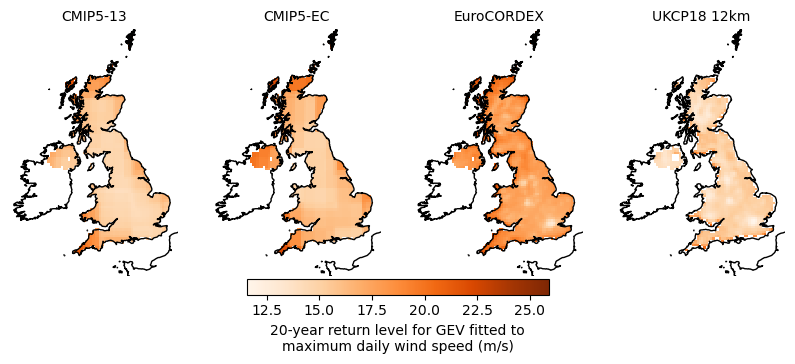 CMIP5-13
CMIP5-EC
EuroCORDEX
UKCP18 12km
12.5 15.0 17.5 20.0 22.5 25.0
20-year return level for GEV fitted to
maximum daily wind speed (m/s)